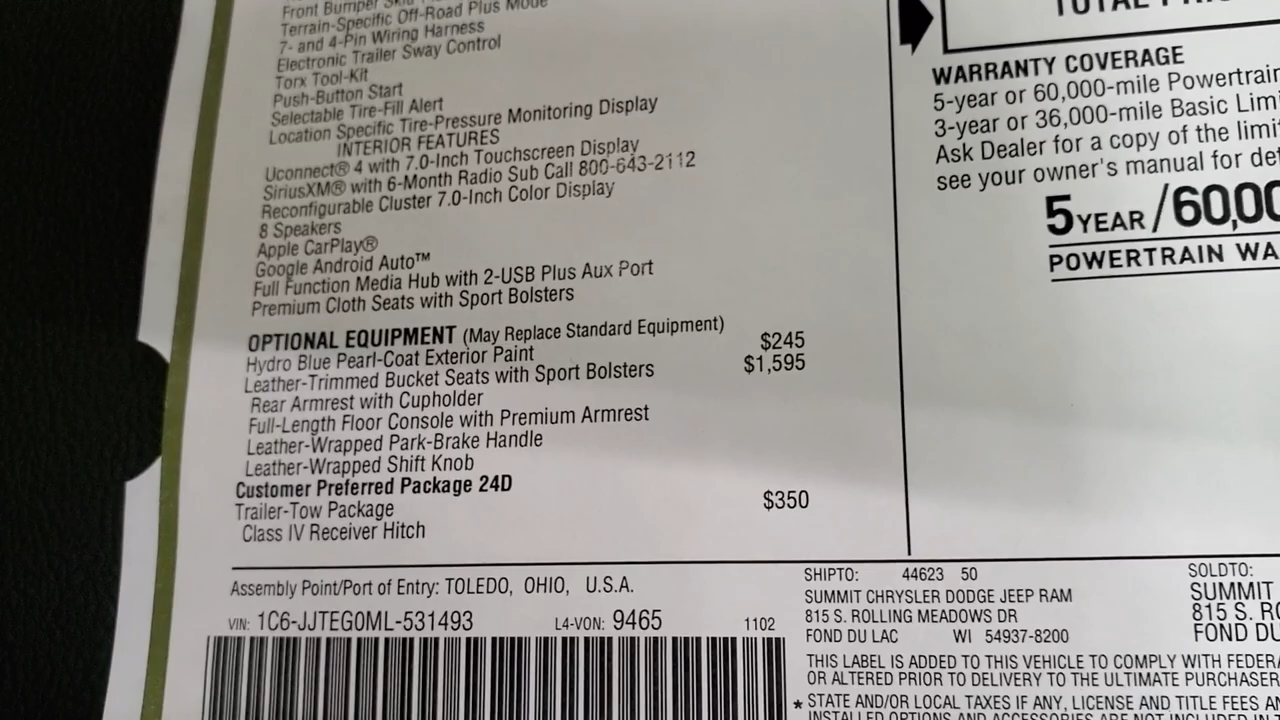 Front Bumper
Terrain-Specific Off-Road Plus Mode
7- and 4-Pin Wiring Harness
Electronic Trailer Sway Control
Torx Tool-Kit
Push-Button Start
Selectable Tire-Fill Alert
Location Specific Tire-Pressure Monitoring Display
INTERIOR FEATURES
Uconnect® 4 with 7.0-Inch Touchscreen Display
SiriusXM® with 6-Month Radio Sub Call 800-643-2112
Reconfigurable Cluster 7.0-Inch Color Display
8 Speakers
Apple CarPlay®
Google Android Auto™
Full Function Media Hub with 2-USB Plus Aux Port
Premium Cloth Seats with Sport Bolsters
OPTIONAL EQUIPMENT (May Replace Standard Equipment)
Hydro Blue Pearl-Coat Exterior Paint $245
Leather-Trimmed Bucket Seats with Sport Bolsters $1,595
Rear Armrest with Cupholder
Full-Length Floor Console with Premium Armrest
Leather-Wrapped Park-Brake Handle
Leather-Wrapped Shift Knob
Customer Preferred Package 24D
Trailer-Tow Package $350
Class IV Receiver Hitch
TOTAL
WARRANTY COVERAGE
5-year or 60,000-mile Powertrain
3-year or 36,000-mile Basic
Ask Dealer for a copy of the
see your owner's manual for
5 YEAR/60,00
POWERTRAIN
Assembly Point/Port of Entry: TOLEDO, OHIO, U.S.A.
VIN: 1C6-JJTEG0ML-531493 L4-VON: 9465 1102
SHIPTO: 44623 50
SUMMIT CHRYSLER DODGE JEEP RAM
815 S. ROLLING MEADOWS DR
FOND DU LAC WI 54937-8200
SOLDTO:
SUMMIT
815 S.
FOND DU
THIS LABEL IS ADDED TO THIS VEHICLE TO COMPLY WITH
OR ALTERED PRIOR TO DELIVERY TO THE ULTIMATE PURCHASER
* STATE AND/OR LOCAL TAXES IF ANY, LICENSE AND TITLE FEES
INSTALLED OPTIONS AND ACCESSORIES ARE NOT INCLUDED IN